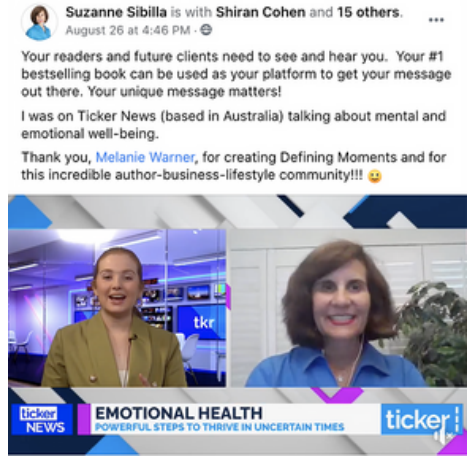 Suzanne Sibilla is with Shiran Cohen and 15 others.
August 26 at 4:46 PM ·
Your readers and future clients need to see and hear you. Your #1
bestselling book can be used as your platform to get your message
out there. Your unique message matters!
I was on Ticker News (based in Australia) talking about mental and
emotional well-being.
Thank you, Melanie Warner, for creating Defining Moments and for
this incredible author-business-lifestyle community!!! 😃
tkr
ticker
NEWS
EMOTIONAL HEALTH
POWERFUL STEPS TO THRIVE IN UNCERTAIN TIMES
ticker